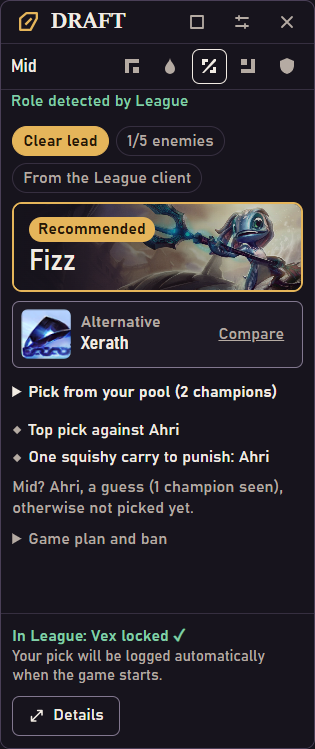 DRAFT
Mid
Role detected by League
Clear lead
1/5 enemies
From the League client
Recommended
Fizz
Alternative
Xerath
Compare
Pick from your pool (2 champions)
Top pick against Ahri
One squishy carry to punish: Ahri
Mid? Ahri, a guess (1 champion seen),
otherwise not picked yet.
Game plan and ban
In League: Vex locked ✓
Your pick will be logged automatically
when the game starts.
Details